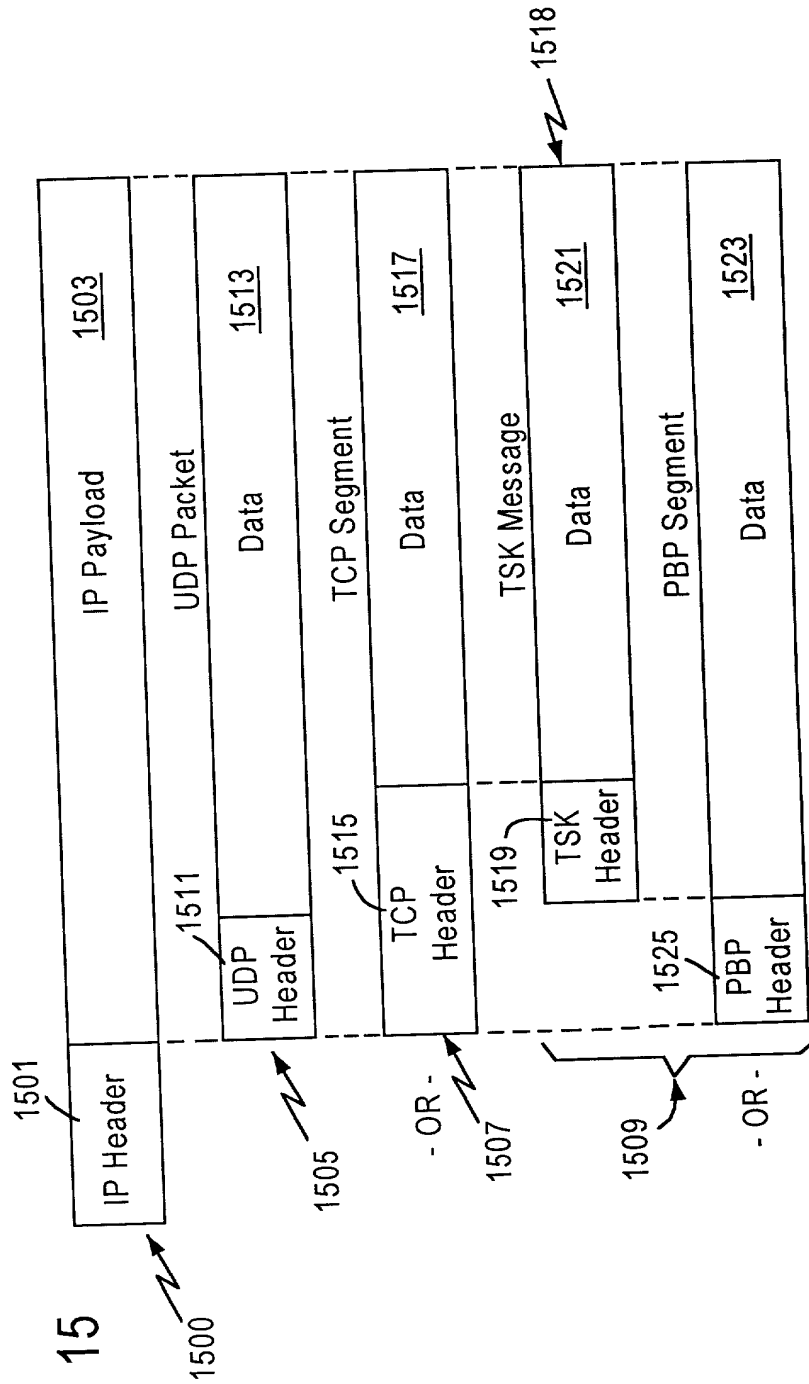 15
1500
1501
IP Header
IP Payload
1503
UDP Packet
1505
1511
UDP
Header
Data
1513
- OR -
TCP Segment
1507
1515
TCP
Header
Data
1517
TSK Message
1518
1519
TSK
Header
Data
1521
1509
PBP Segment
- OR -
1525
PBP
Header
Data
1523